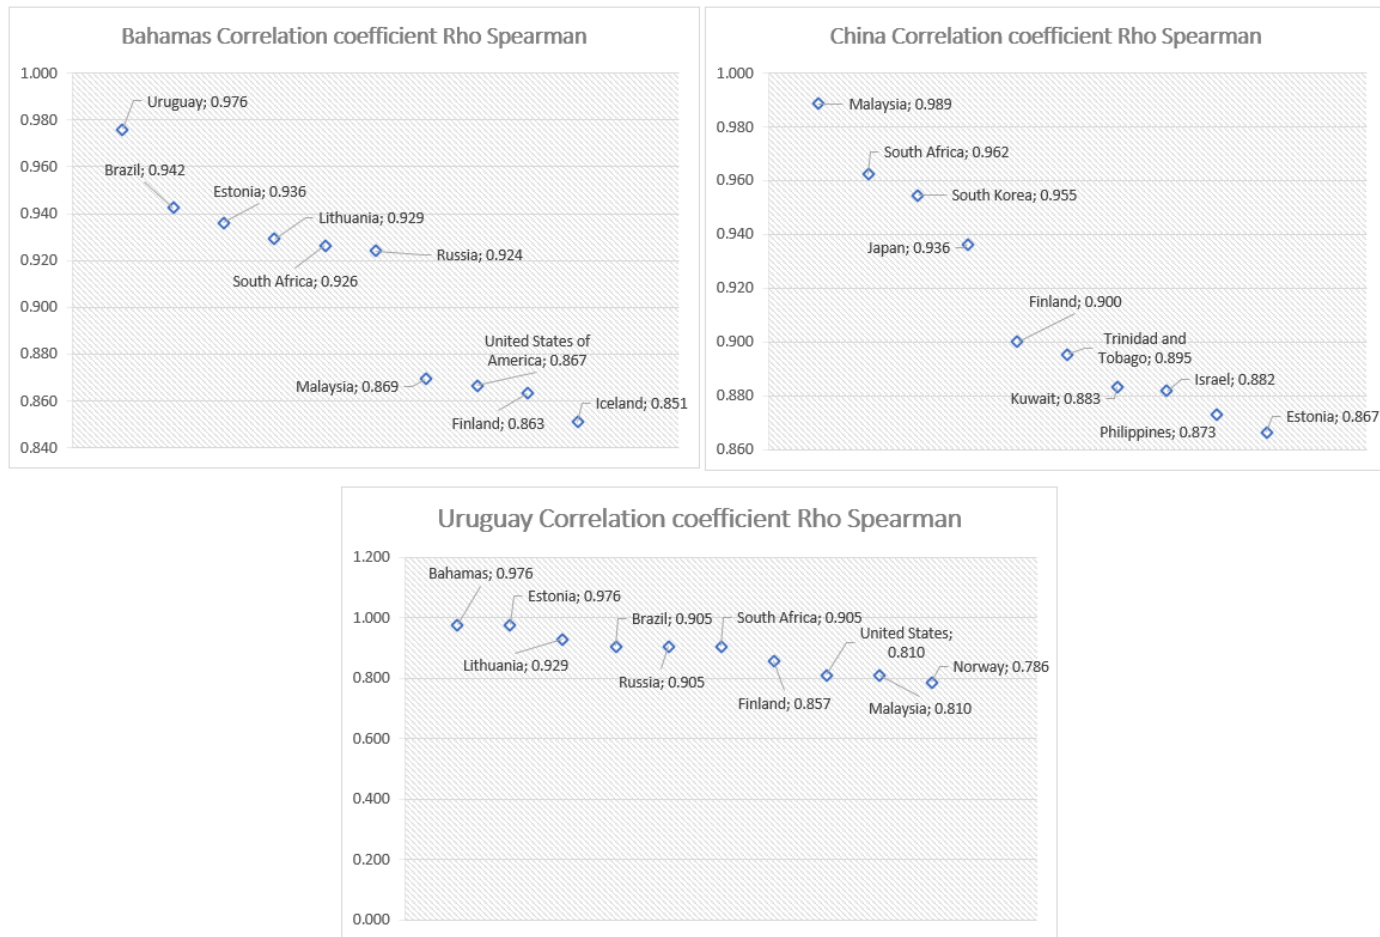 Bahamas Correlation coefficient Rho Spearman
1.000
0.980
0.960
0.940
0.920
0.900
0.880
0.860
0.840
Uruguay; 0.976
Brazil; 0.942
Estonia; 0.936
Lithuania; 0.929
South Africa; 0.926
Russia; 0.924
Malaysia; 0.869
United States of
America; 0.867
Finland; 0.863
Iceland; 0.851
China Correlation coefficient Rho Spearman
1.000
0.980
0.960
0.940
0.920
0.900
0.880
0.860
Malaysia; 0.989
South Africa; 0.962
South Korea; 0.955
Japan; 0.936
Finland; 0.900
Trinidad and
Tobago; 0.895
Kuwait; 0.883
Israel; 0.882
Philippines; 0.873
Estonia; 0.867
Uruguay Correlation coefficient Rho Spearman
1.200
1.000
0.800
0.600
0.400
0.200
0.000
Bahamas; 0.976
Estonia; 0.976
Lithuania; 0.929
Brazil; 0.905
Russia; 0.905
South Africa; 0.905
Finland; 0.857
United States;
0.810
Malaysia; 0.810
Norway; 0.786